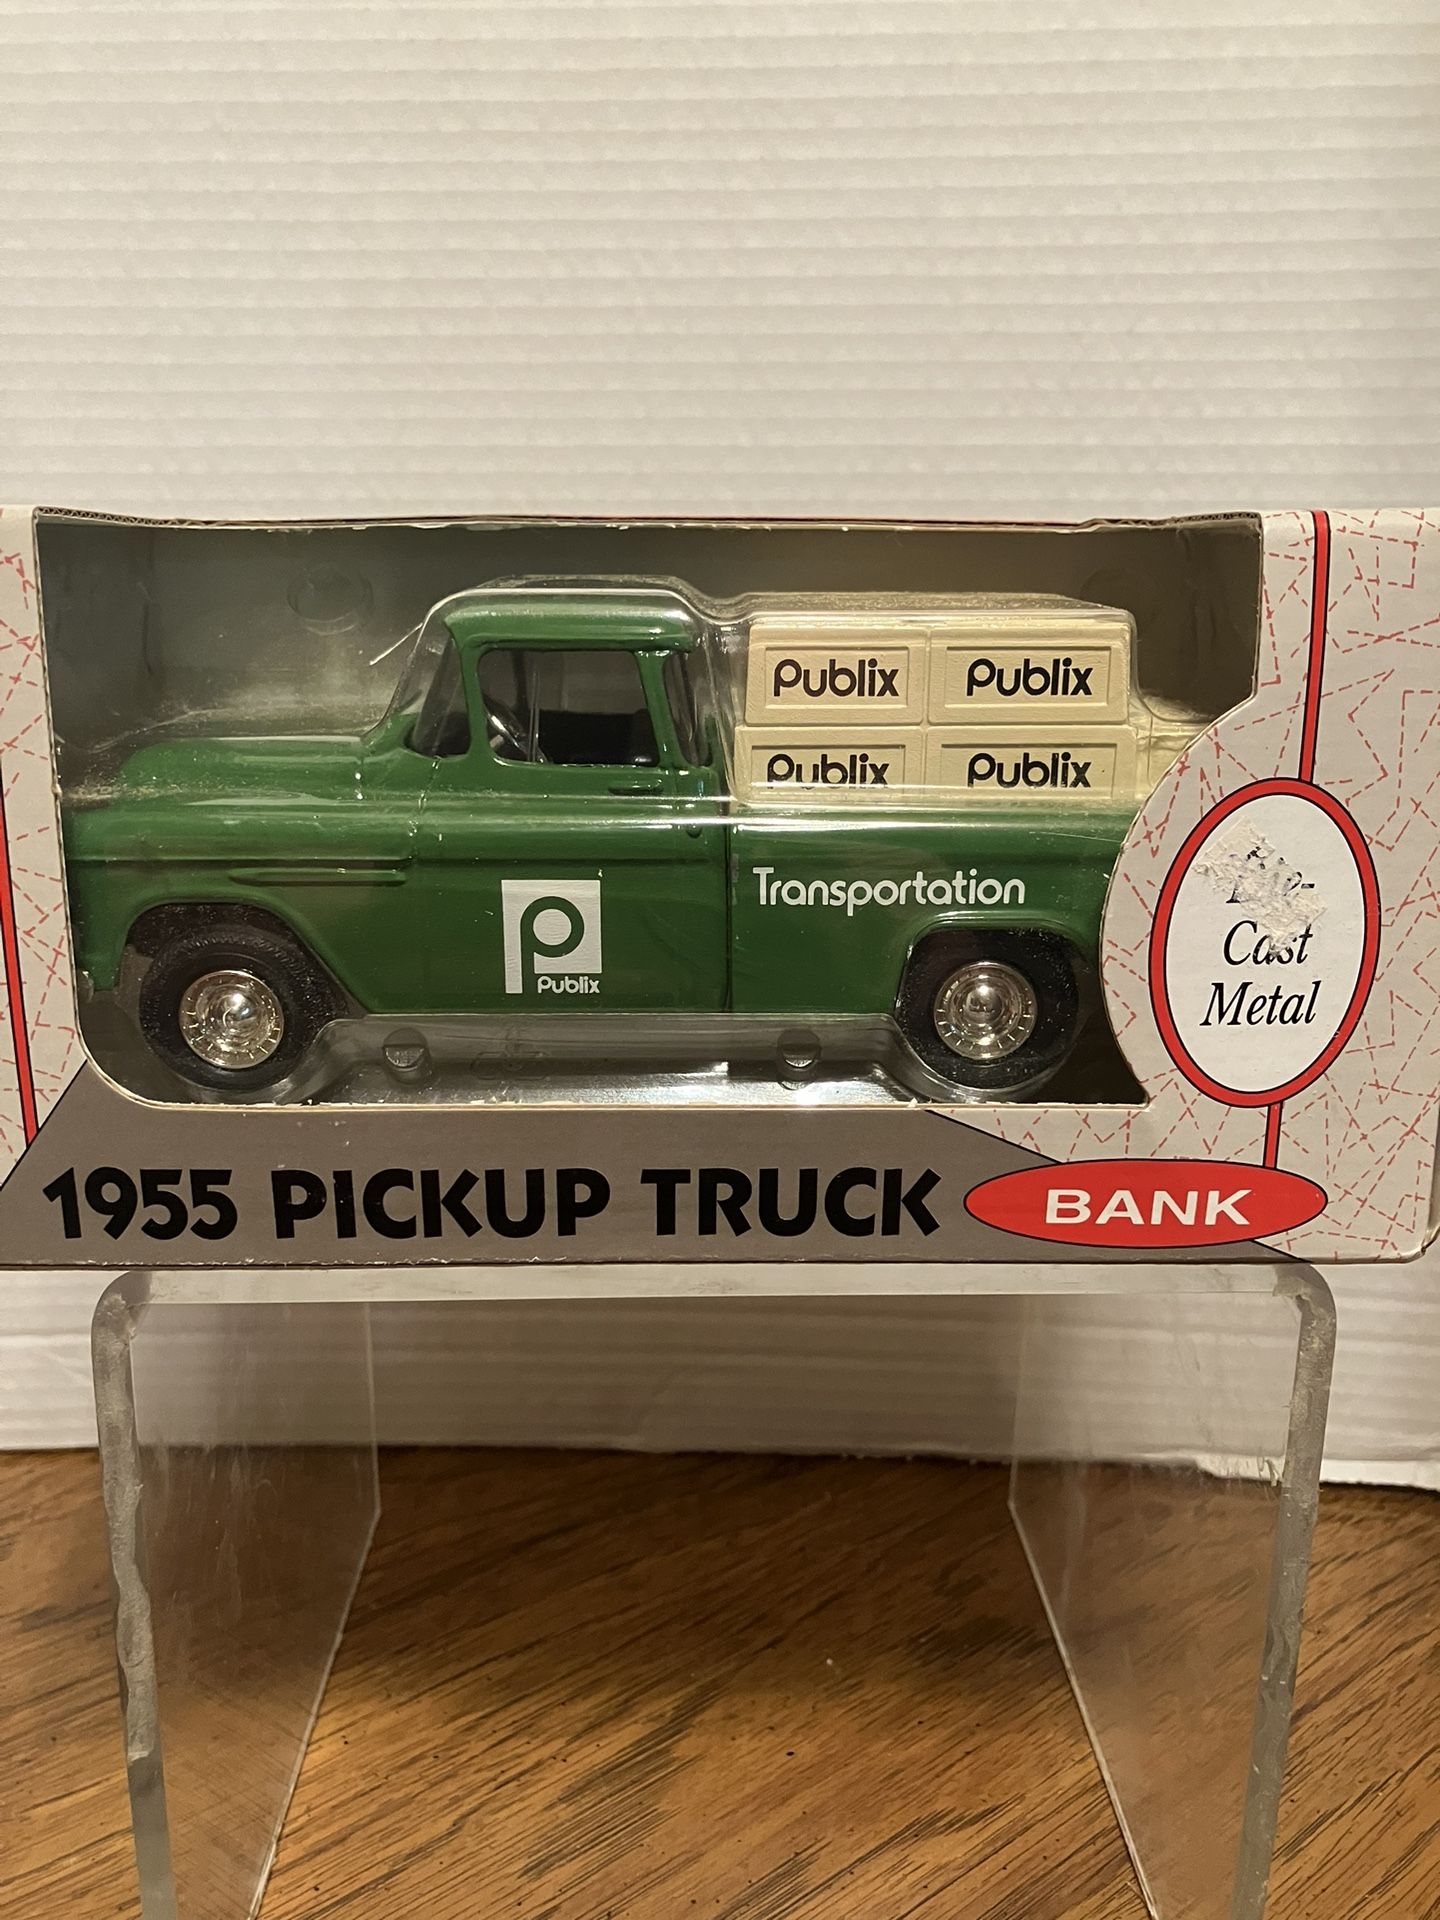 Publix Publix
Publix Publix
Transportation
P
Publix
Cast
Metal
1955 PICKUP TRUCK
BANK